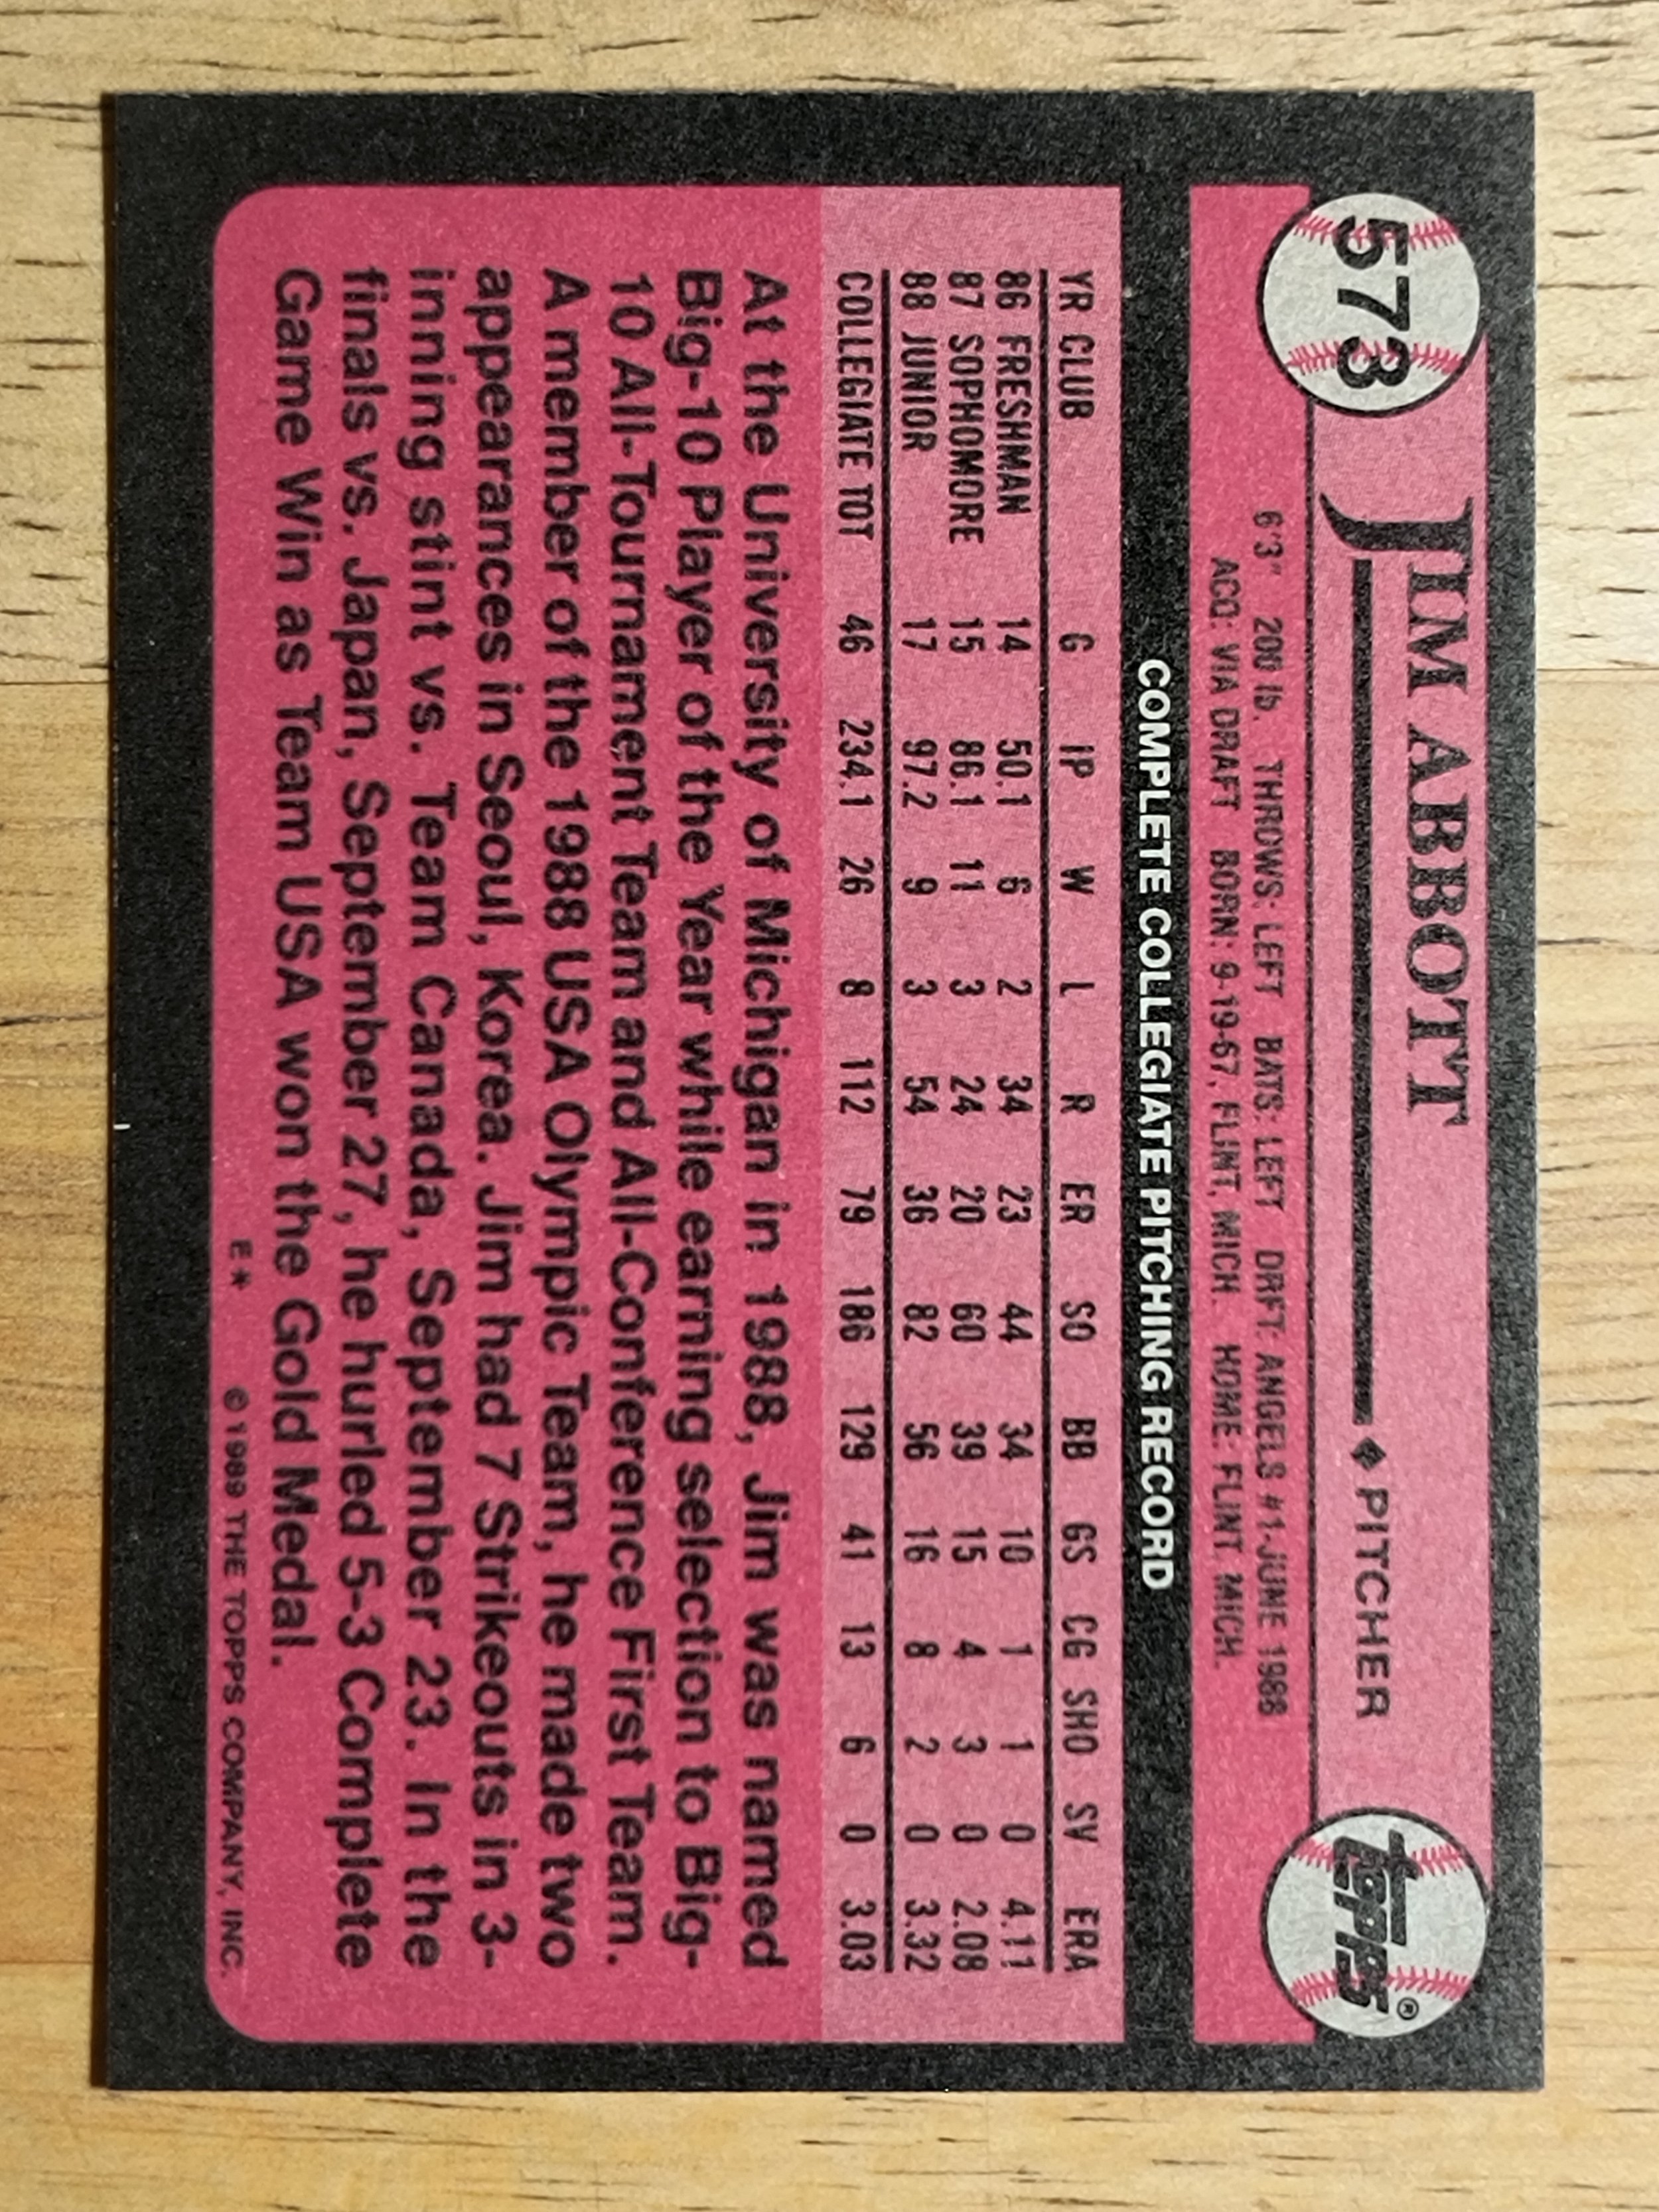 573
JIM ABBOTT
♦PITCHER
topps®
6'3" 200 lb. THROWS: LEFT BATS: LEFT DRFT: ANGELS #1-JUNE 1988
ACQ: VIA DRAFT BORN: 9-19-67, FLINT, MICH. HOME: FLINT, MICH.
COMPLETE COLLEGIATE PITCHING RECORD
YR CLUB G IP W L R ER SO BB GS CG SHO SV ERA
86 FRESHMAN 14 50.1 6 2 34 23 44 34 10 1 1 0 4.11
87 SOPHOMORE 15 86.1 11 3 24 20 60 39 15 4 3 0 2.08
88 JUNIOR 17 97.2 9 3 54 36 82 56 16 8 2 0 3.32
COLLEGIATE TOT 46 234.1 26 8 112 79 186 129 41 13 6 0 3.03
At the University of Michigan in 1988, Jim was named
Big-10 Player of the Year while earning selection to Big-
10 All-Tournament Team and All-Conference First Team.
A member of the 1988 USA Olympic Team, he made two
appearances in Seoul, Korea. Jim had 7 Strikeouts in 3-
inning stint vs. Team Canada, September 23. In the
finals vs. Japan, September 27, he hurled 5-3 Complete
Game Win as Team USA won the Gold Medal.
E* © 1989 THE TOPPS COMPANY, INC.